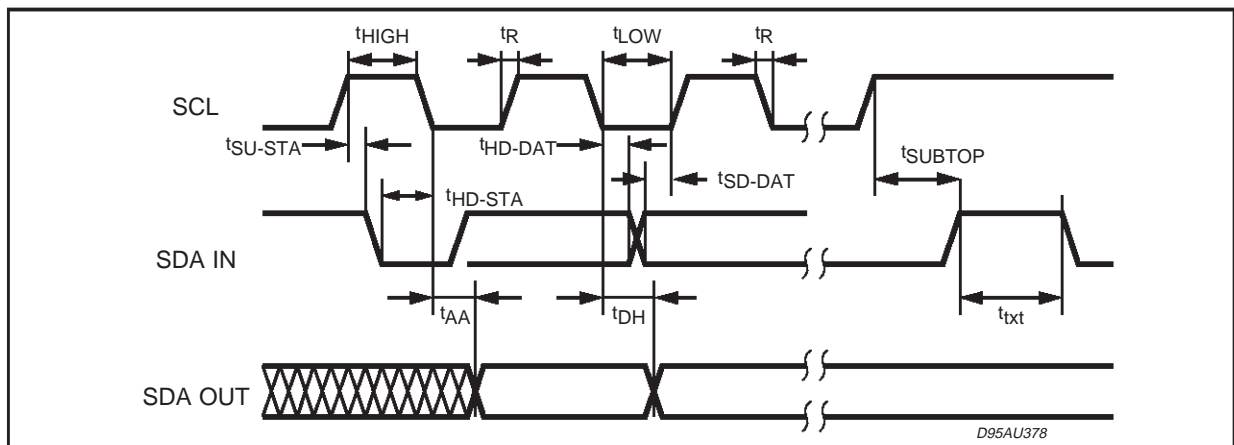 tHIGH tR tLOW tR
SCL
tSU-STA tHD-DAT tSUBTOP
tSD-DAT
tHD-STA
SDA IN
tAA tDH ttxt
SDA OUT
D95AU378